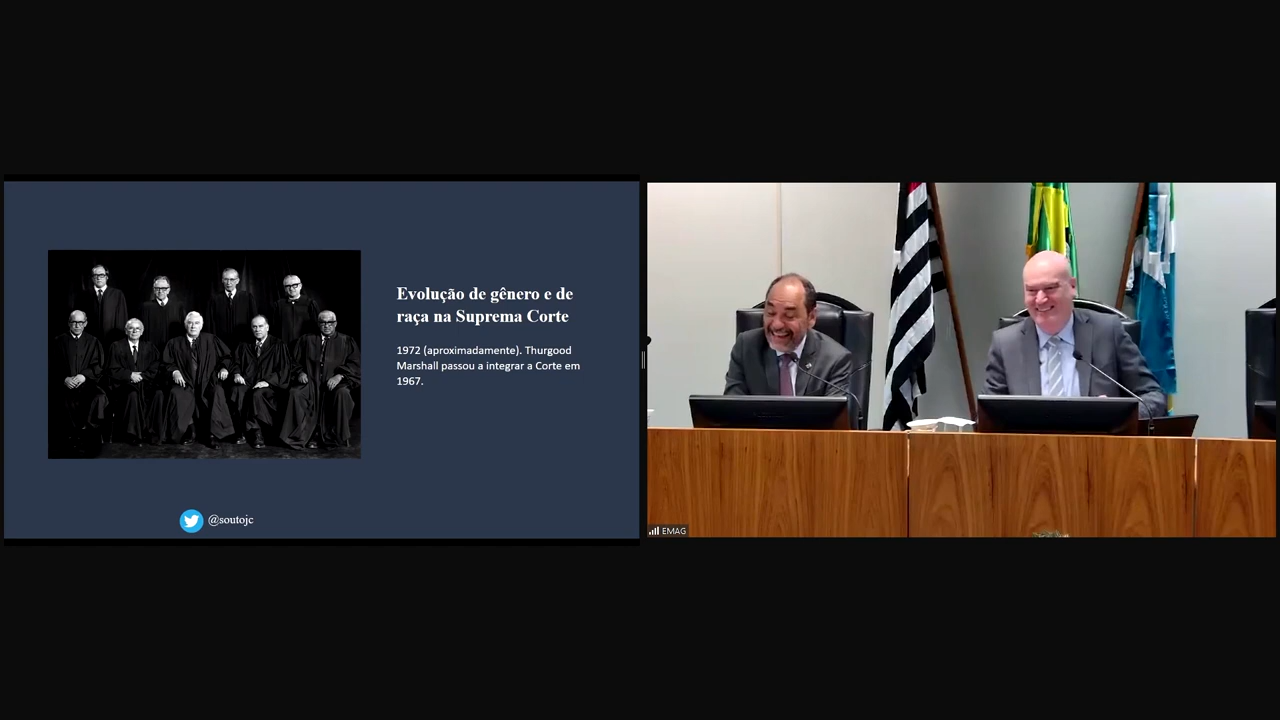 Evolução de gênero e de
raça na Suprema Corte
1972 (aproximadamente). Thurgood
Marshall passou a integrar a Corte em
1967.
@soutojc
EMAG